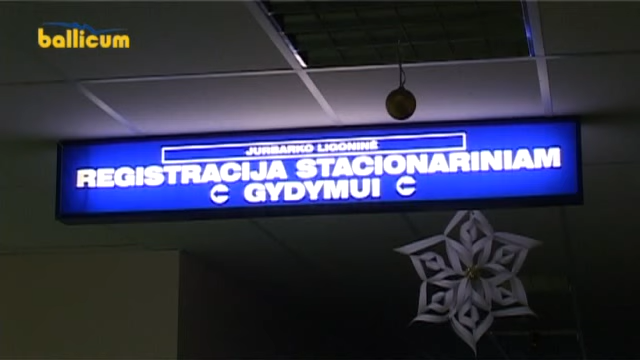 ballicum
JURBARKO LIGONINĖ
REGISTRACIJA STACIONARINIAM
GYDYMUI